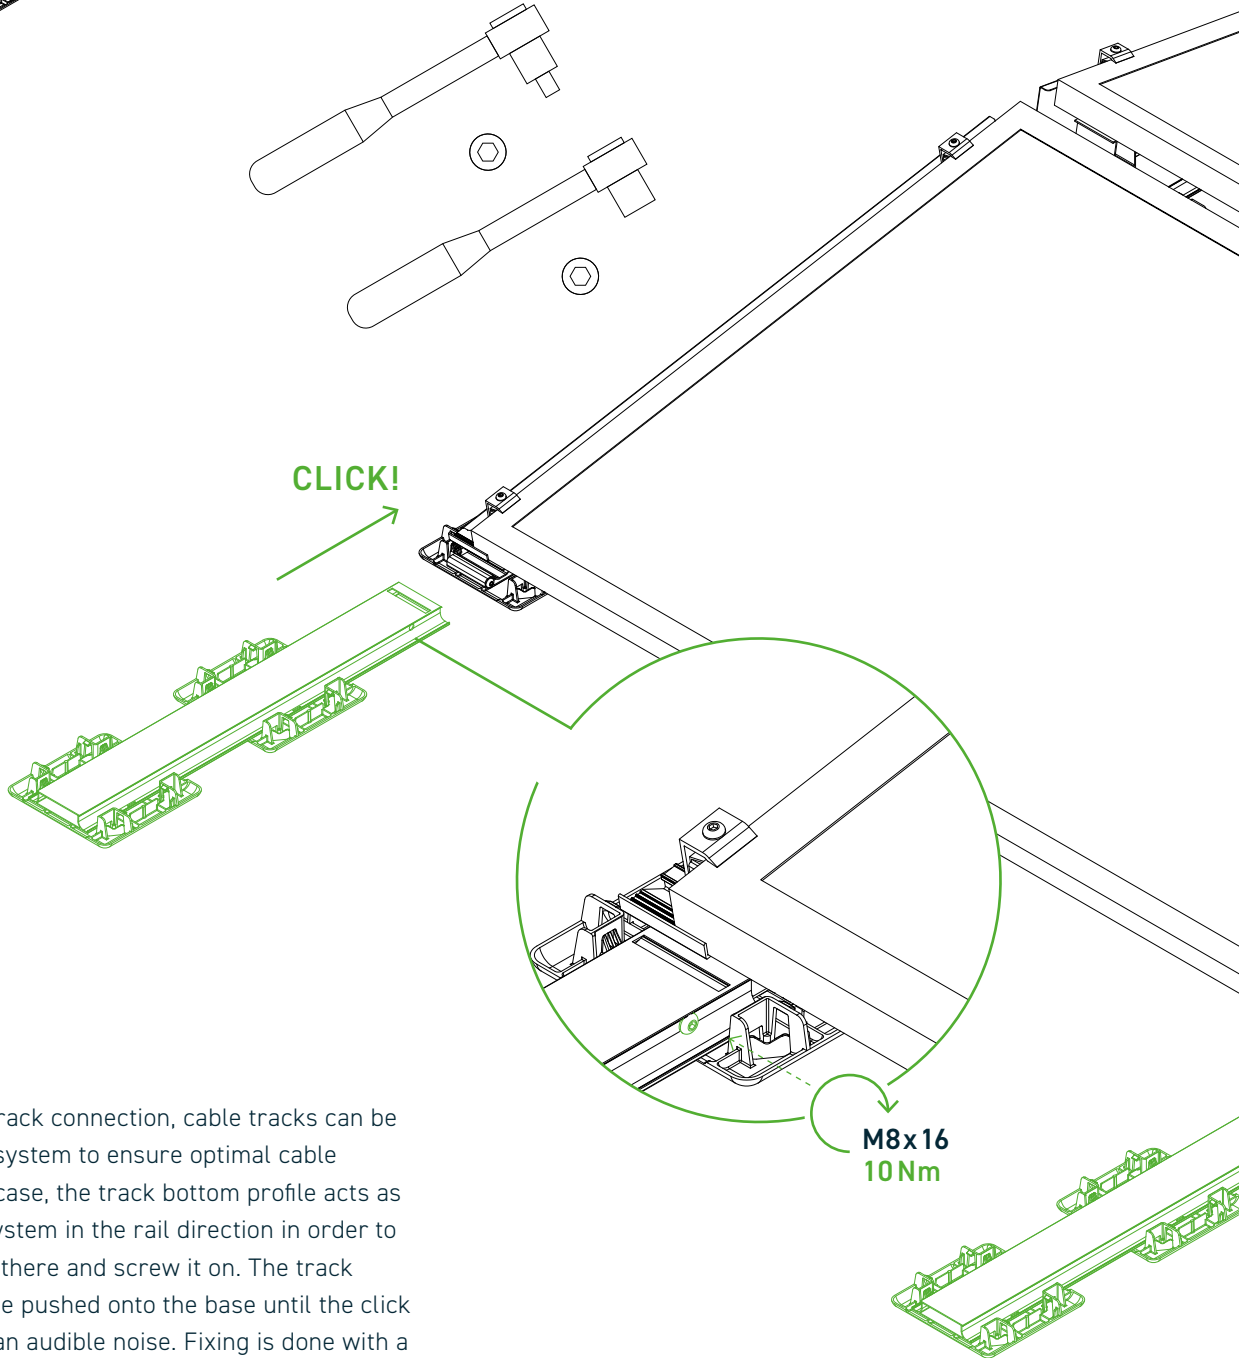 CLICK!
M8x16
10Nm
rack connection, cable tracks can be
system to ensure optimal cable
case, the track bottom profile acts as
ystem in the rail direction in order to
there and screw it on. The track
e pushed onto the base until the click
an audible noise. Fixing is done with a